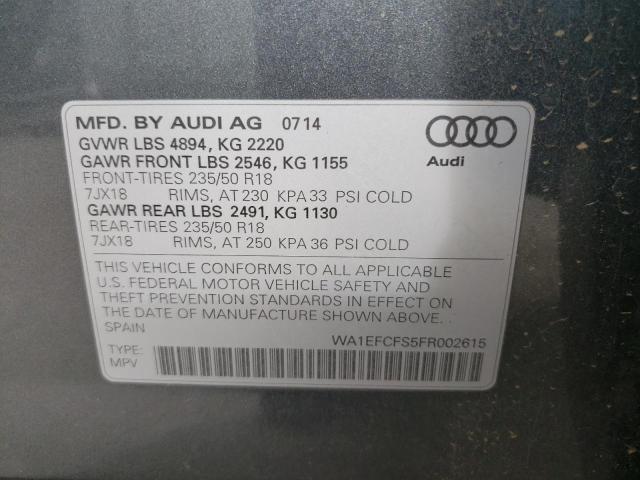 MFD. BY AUDI AG 0714
GVWR LBS 4894, KG 2220
GAWR FRONT LBS 2546, KG 1155
FRONT-TIRES 235/50 R18
7JX18 RIMS, AT 230 KPA 33 PSI COLD
GAWR REAR LBS 2491, KG 1130
REAR-TIRES 235/50 R18
7JX18 RIMS, AT 250 KPA 36 PSI COLD
Audi
THIS VEHICLE CONFORMS TO ALL APPLICABLE
U.S. FEDERAL MOTOR VEHICLE SAFETY AND
THEFT PREVENTION STANDARDS IN EFFECT ON
THE DATE OF MANUFACTURE SHOWN ABOVE.
SPAIN
WA1EFCFS5FR002615
TYPE:
MPV